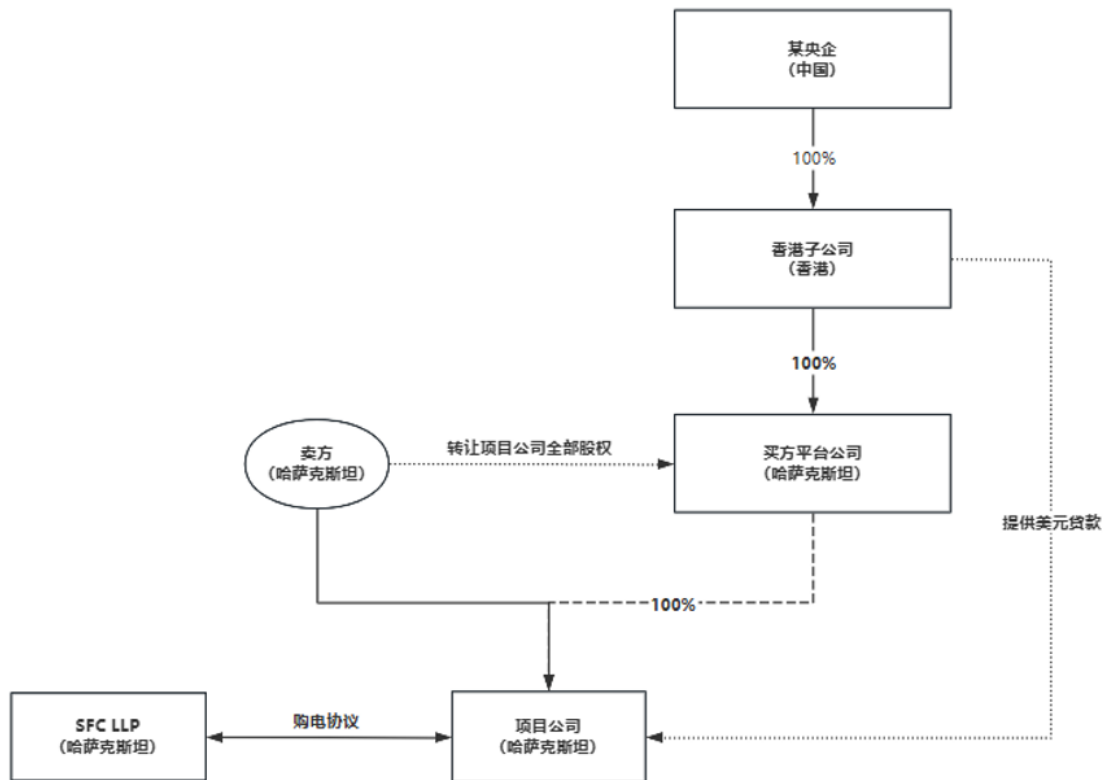 某央企
（中国）
100%
香港子公司
（香港）
100%
卖方
（哈萨克斯坦）
转让项目公司全部股权
买方平台公司
（哈萨克斯坦）
提供美元贷款
100%
SFC LLP
（哈萨克斯坦）
购电协议
项目公司
（哈萨克斯坦）